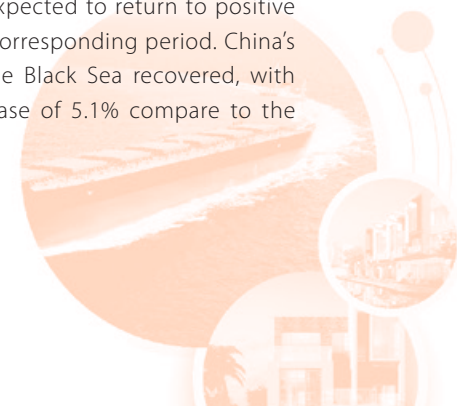 xpected to return to positive
orresponding period. China's
e Black Sea recovered, with
ase of 5.1% compare to the